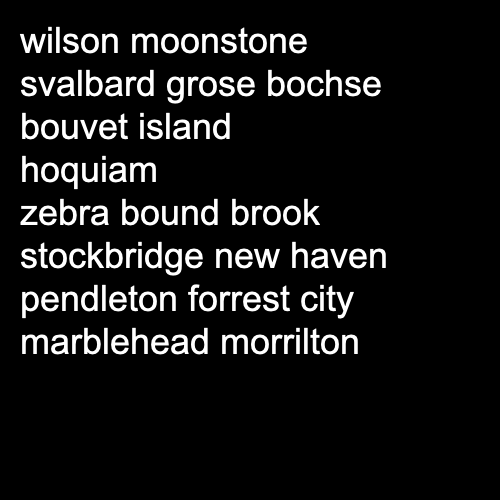 wilson moonstone
svalbard grose bochse
bouvet island
hoquiam
zebra bound brook
stockbridge new haven
pendleton forrest city
marblehead morrilton